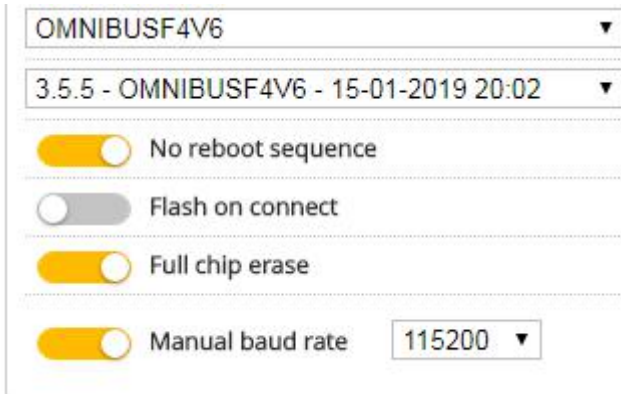 OMNIBUSF4V6
3.5.5 - OMNIBUSF4V6 - 15-01-2019 20:02
No reboot sequence
Flash on connect
Full chip erase
Manual baud rate 115200